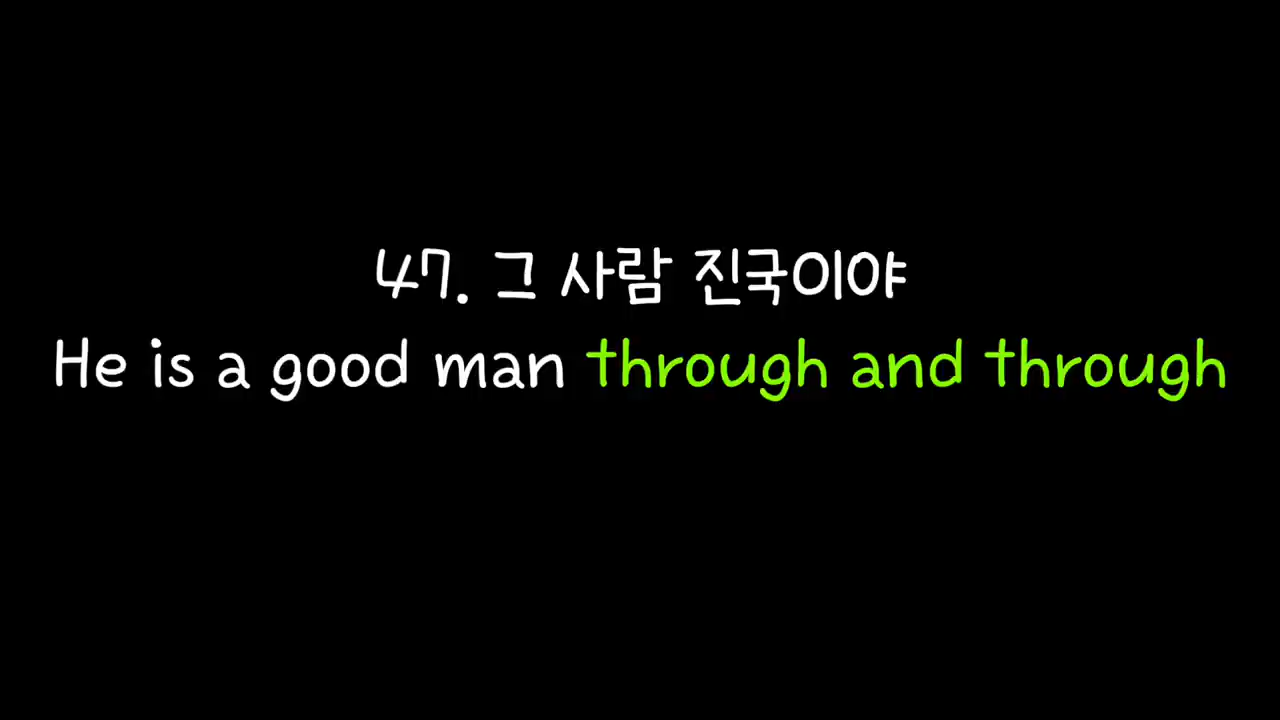 47. 그 사람 진국이야
He is a good man through and through